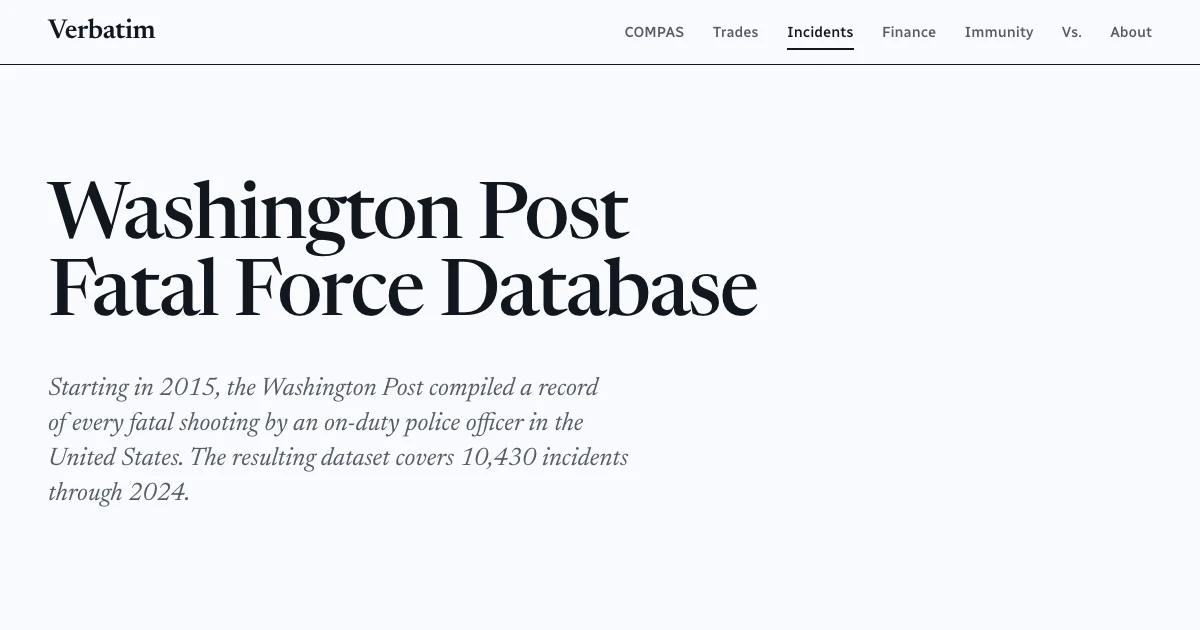 Verbatim
COMPAS Trades Incidents Finance Immunity Vs. About
Washington Post
Fatal Force Database
Starting in 2015, the Washington Post compiled a record
of every fatal shooting by an on-duty police officer in the
United States. The resulting dataset covers 10,430 incidents
through 2024.